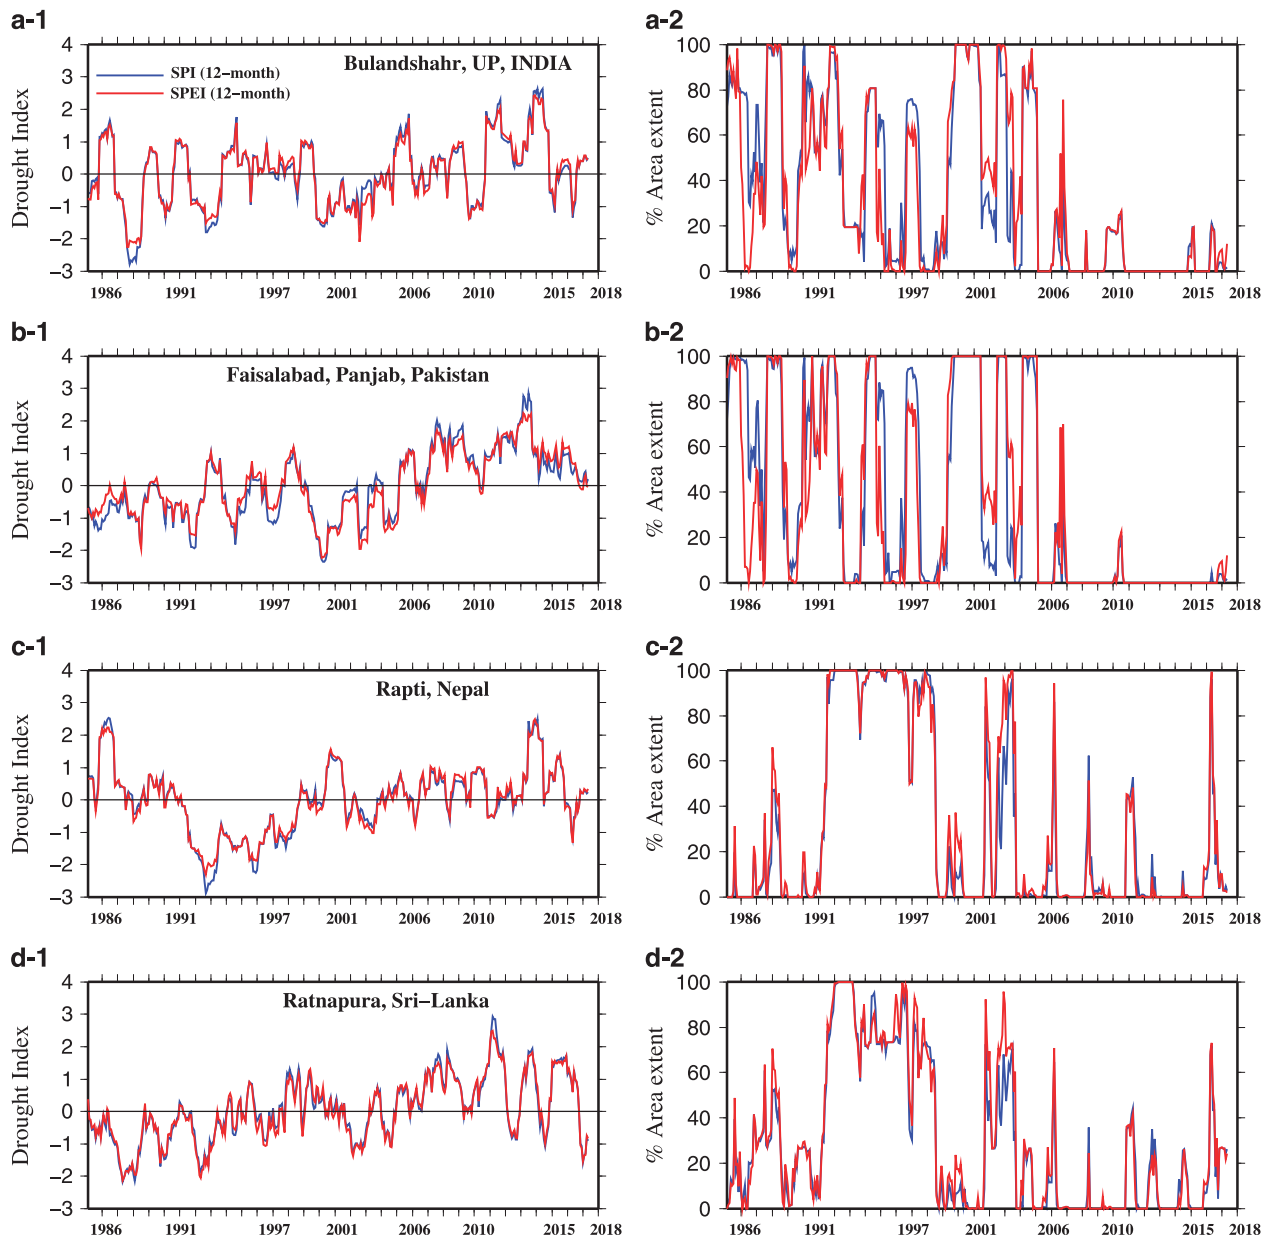 a-1
4
3
2
1
0
−1
−2
−3
Drought Index
SPI (12−month)
SPEI (12−month)
Bulandshahr, UP, INDIA
1986 1991 1997 2001 2006 2010 2015 2018
a-2
100
80
60
40
20
0
% Area extent
1986 1991 1997 2001 2006 2010 2015 2018
b-1
4
3
2
1
0
−1
−2
−3
Drought Index
Faisalabad, Panjab, Pakistan
1986 1991 1997 2001 2006 2010 2015 2018
b-2
100
80
60
40
20
0
% Area extent
1986 1991 1997 2001 2006 2010 2015 2018
c-1
4
3
2
1
0
−1
−2
−3
Drought Index
Rapti, Nepal
1986 1991 1997 2001 2006 2010 2015 2018
c-2
100
80
60
40
20
0
% Area extent
1986 1991 1997 2001 2006 2010 2015 2018
d-1
4
3
2
1
0
−1
−2
−3
Drought Index
Ratnapura, Sri−Lanka
1986 1991 1997 2001 2006 2010 2015 2018
d-2
100
80
60
40
20
0
% Area extent
1986 1991 1997 2001 2006 2010 2015 2018